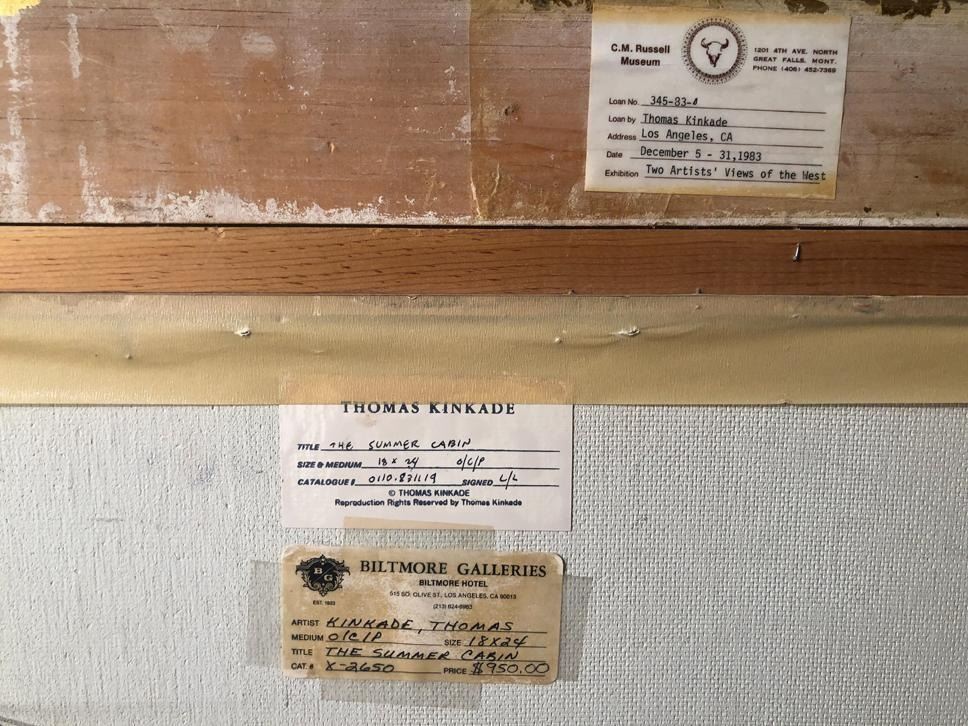 C.M. Russell
Museum
1201 4TH AVE. NORTH
GREAT FALLS. MONT.
PHONE (406) 452-7369
Loan No. 345-83-
Loan by Thomas Kinkade
Address Los Angeles, CA
Date December 5 - 31,1983
Exhibition Two Artists' Views of the West
THOMAS KINKADE
TITLE THE SUMMER CABIN
SIZE & MEDIUM 18 x 24 O/C/P
CATALOGUE # 0110.831119 SIGNED L/L
© THOMAS KINKADE
Reproduction Rights Reserved by Thomas Kinkade
BG
EST. 1923
BILTMORE GALLERIES
BILTMORE HOTEL
515 SO. OLIVE ST., LOS ANGELES, CA 90013
(213) 624-6983
ARTIST KINKADE, THOMAS
MEDIUM O/C/P SIZE 18X24
TITLE THE SUMMER CABIN
CAT. # X-2650 PRICE $950.00